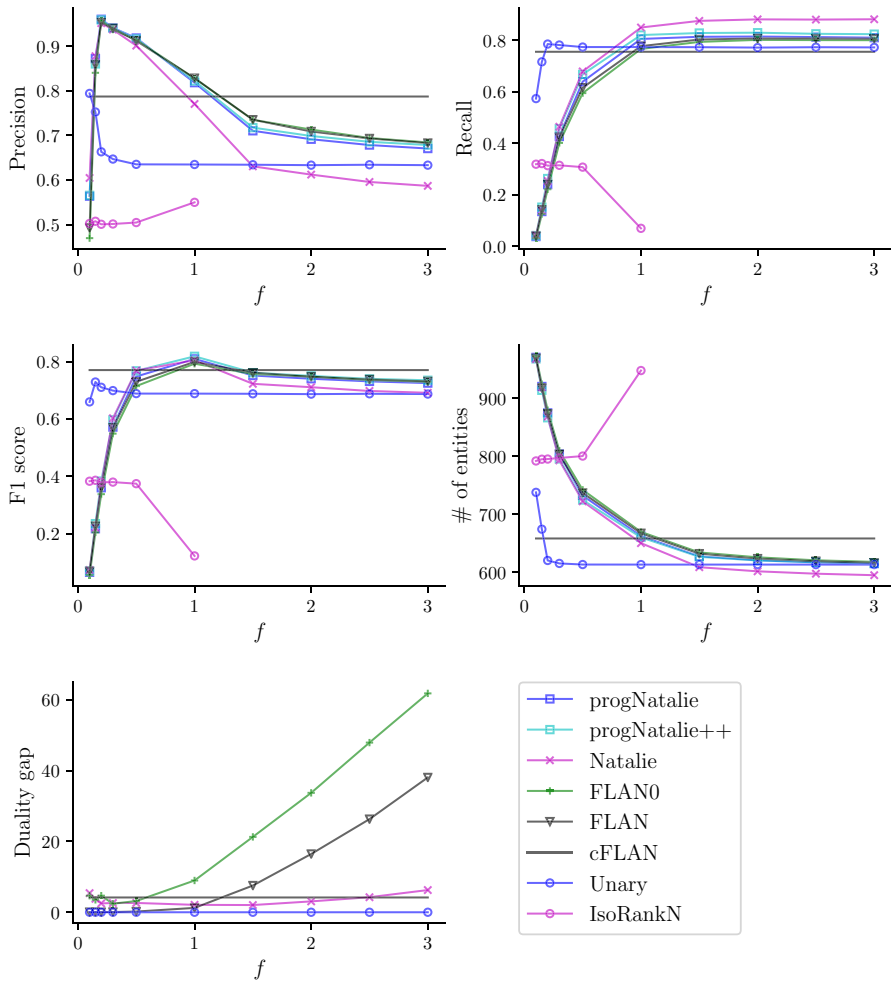 Precision
0.9
0.8
0.7
0.6
0.5
0
1
2
3
f
Recall
0.8
0.6
0.4
0.2
0.0
0
1
2
3
f
F1 score
0.8
0.6
0.4
0.2
0
1
2
3
f
# of entities
900
800
700
600
0
1
2
3
f
Duality gap
60
40
20
0
0
1
2
3
f
progNatalie
progNatalie++
Natalie
FLAN0
FLAN
cFLAN
Unary
IsoRankN